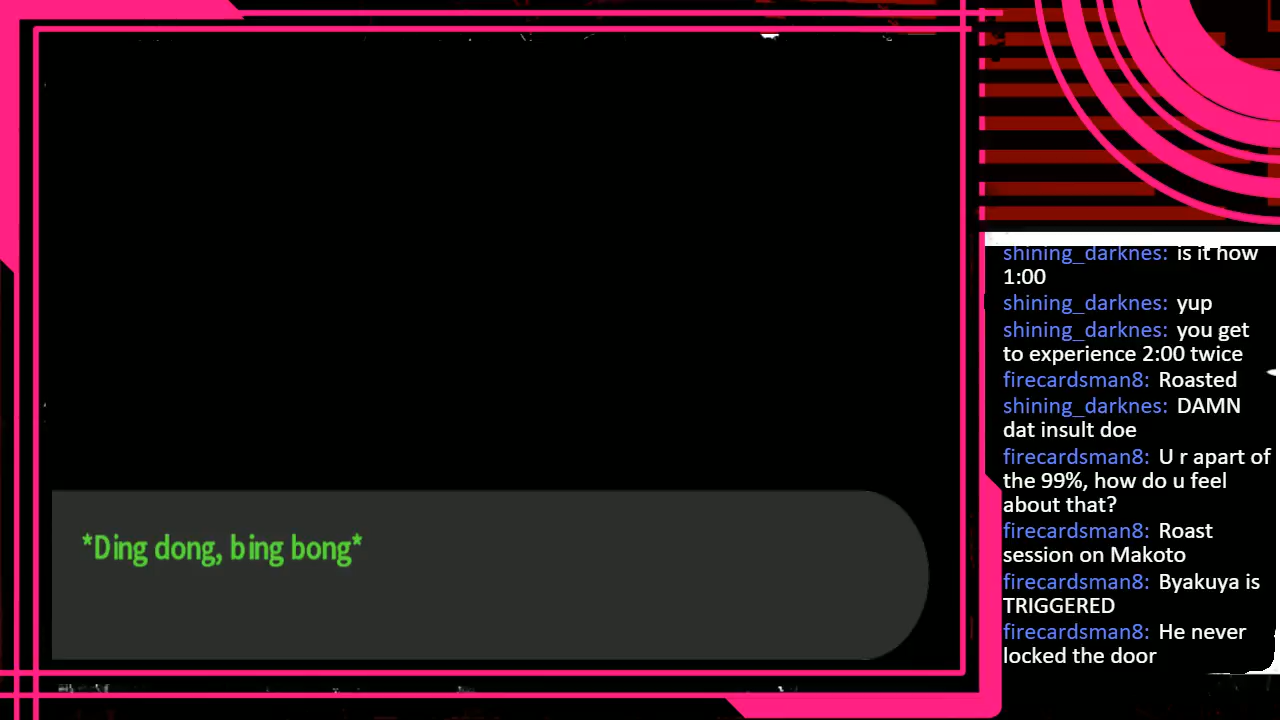 *Ding dong, bing bong*
shining_darknes: is it how
1:00
shining_darknes: yup
shining_darknes: you get
to experience 2:00 twice
firecardsman8: Roasted
shining_darknes: DAMN
dat insult doe
firecardsman8: U r apart of
the 99%, how do u feel
about that?
firecardsman8: Roast
session on Makoto
firecardsman8: Byakuya is
TRIGGERED
firecardsman8: He never
locked the door